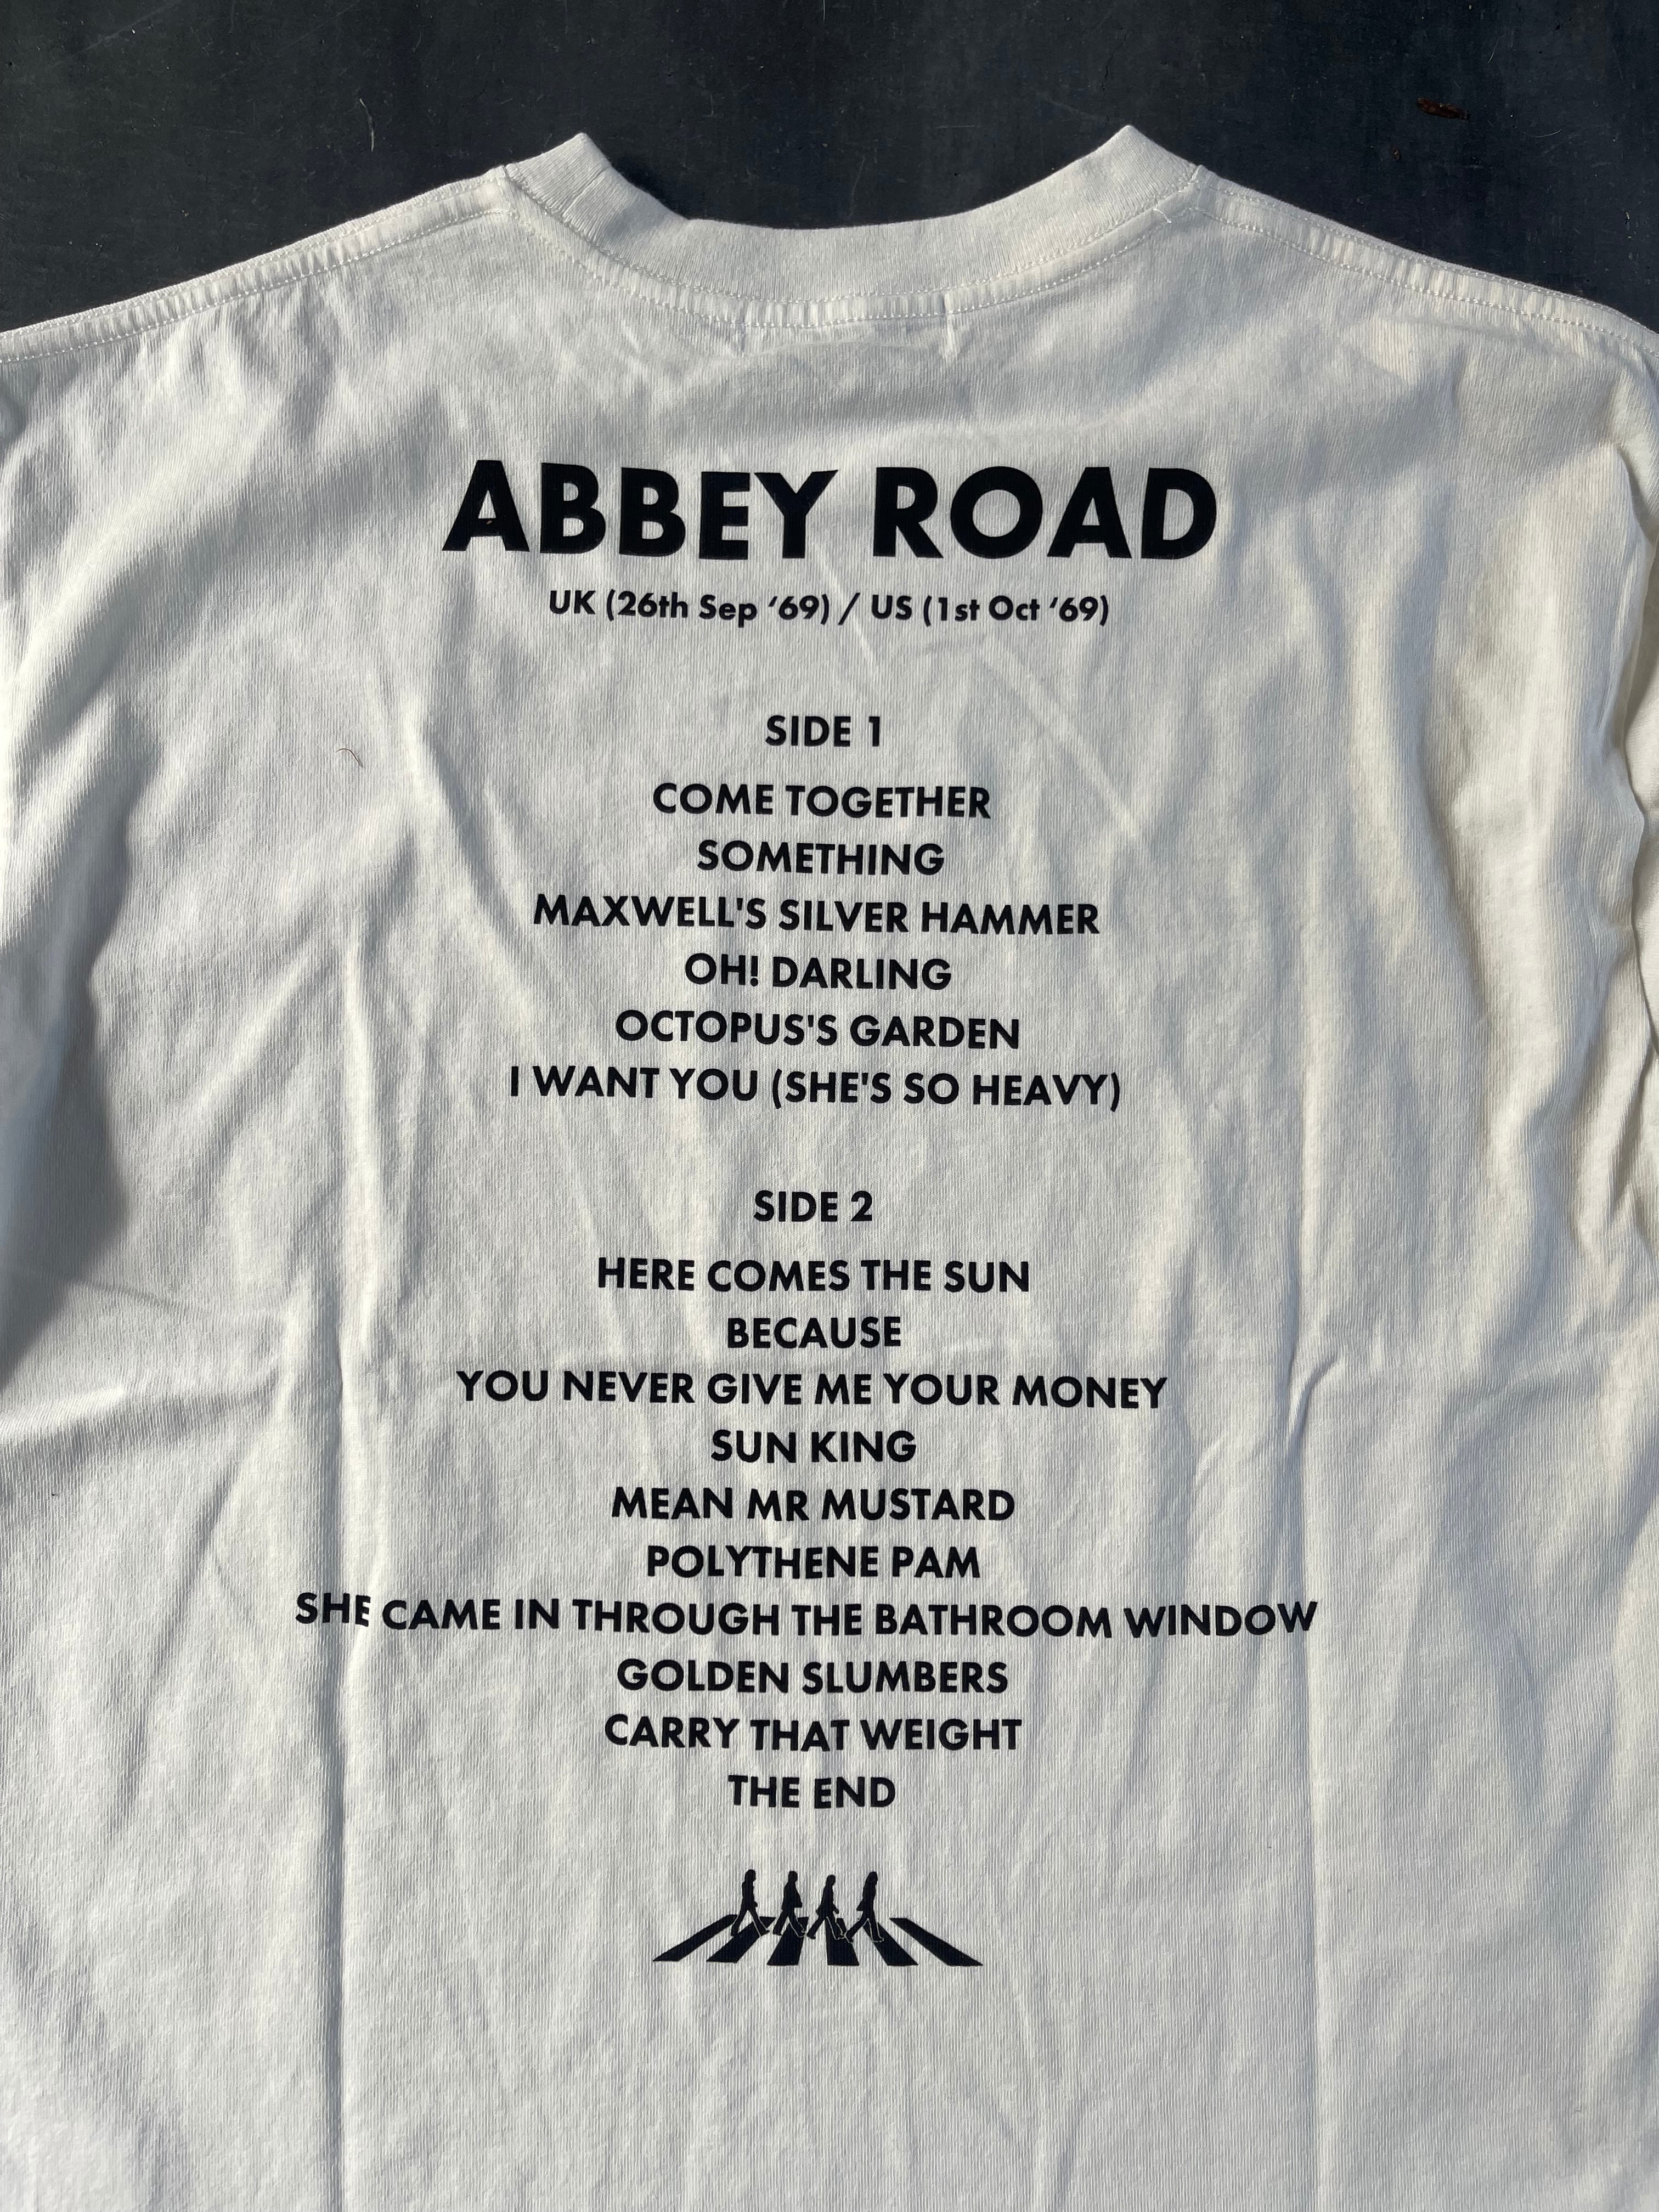 ABBEY ROAD
UK (26th Sep ‘69) / US (1st Oct ‘69)
SIDE 1
COME TOGETHER
SOMETHING
MAXWELL'S SILVER HAMMER
OH! DARLING
OCTOPUS'S GARDEN
I WANT YOU (SHE'S SO HEAVY)
SIDE 2
HERE COMES THE SUN
BECAUSE
YOU NEVER GIVE ME YOUR MONEY
SUN KING
MEAN MR MUSTARD
POLYTHENE PAM
SHE CAME IN THROUGH THE BATHROOM WINDOW
GOLDEN SLUMBERS
CARRY THAT WEIGHT
THE END